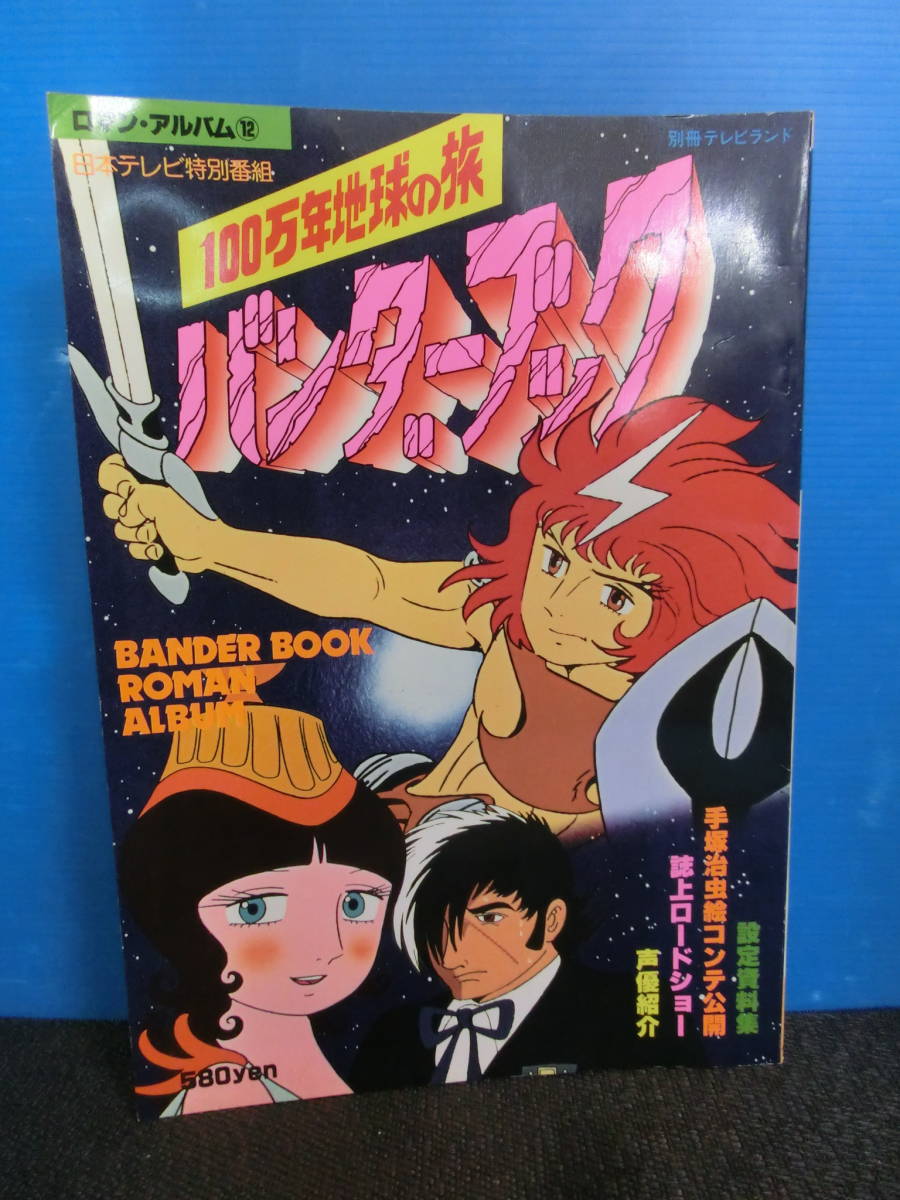 ロマン・アルバム⑫
別冊テレビランド
日本テレビ特別番組
100万年地球の旅
バンダーブック
BANDER BOOK
ROMAN
ALBUM
設定資料集
手塚治虫絵コンテ公開
誌上ロードショー
声優紹介
580yen